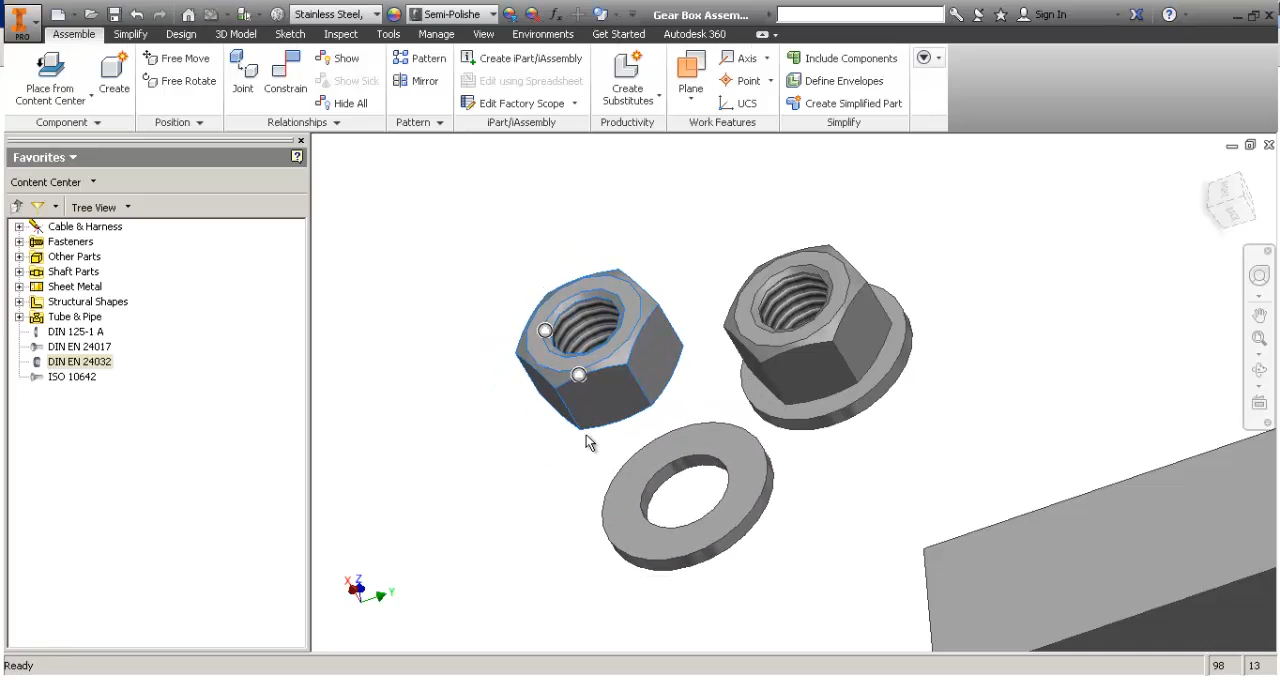 Stainless Steel,
Semi-Polishe
Gear Box Assem...
Sign In
PRO
Assemble
Simplify
Design
3D Model
Sketch
Inspect
Tools
Manage
View
Environments
Get Started
Autodesk 360
Place from
Content Center
Create
Free Move
Free Rotate
Joint
Constrain
Show
Show Sick
Hide All
Pattern
Mirror
Create iPart/iAssembly
Edit using Spreadsheet
Edit Factory Scope
Create
Substitutes
Plane
Axis
Point
UCS
Include Components
Define Envelopes
Create Simplified Part
Component
Position
Relationships
Pattern
iPart/iAssembly
Productivity
Work Features
Simplify
Favorites
Content Center
Tree View
Cable & Harness
Fasteners
Other Parts
Shaft Parts
Sheet Metal
Structural Shapes
Tube & Pipe
DIN 125-1 A
DIN EN 24017
DIN EN 24032
ISO 10642
X
Z
Y
Ready
98
13